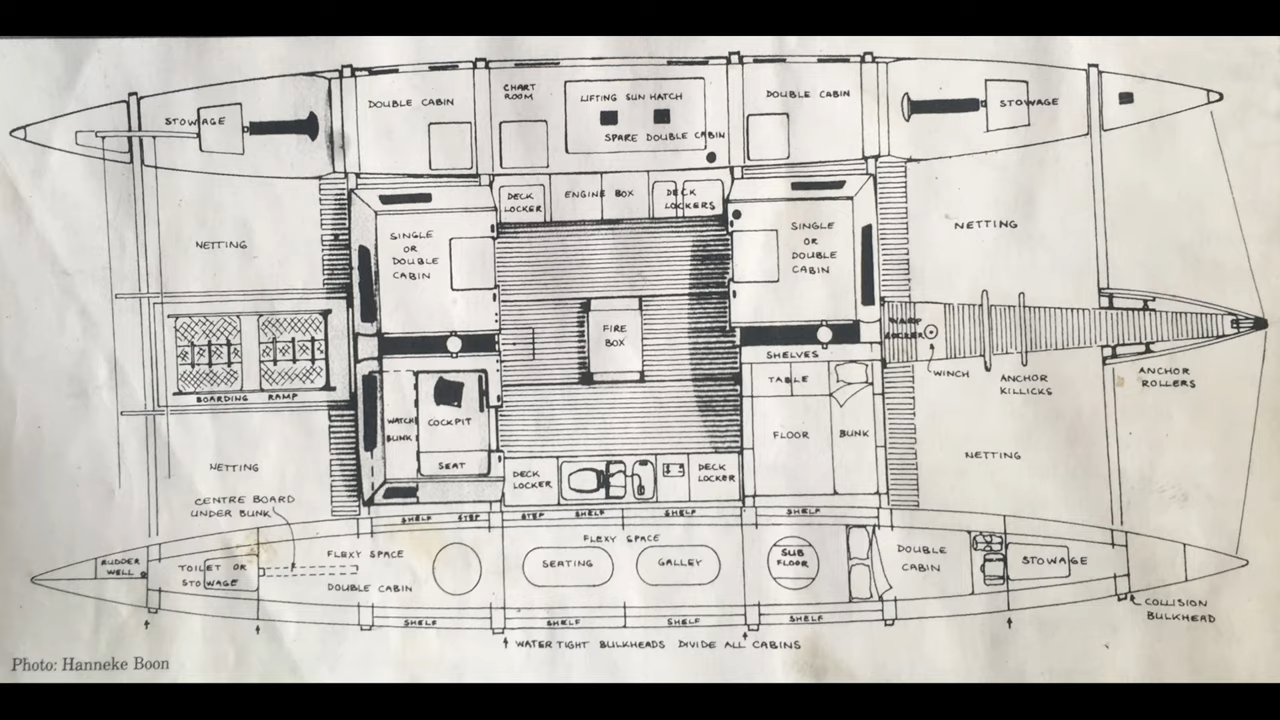 DOUBLE CABIN
CHART
ROOM
LIFTING SUN HATCH
SPARE DOUBLE CABIN
DOUBLE CABIN
STOWAGE
STOWAGE
DECK
LOCKER
ENGINE BOX
DECK
LOCKERS
NETTING
SINGLE
OR
DOUBLE
CABIN
SINGLE
OR
DOUBLE
CABIN
NETTING
FIRE
BOX
WARP
LOCKER
WINCH
ANCHOR
KILLICKS
ANCHOR
ROLLERS
BOARDING RAMP
SHELVES
TABLE
WATCH
BUNK
COCKPIT
SEAT
FLOOR
BUNK
NETTING
NETTING
DECK
LOCKER
DECK
LOCKER
CENTRE BOARD
UNDER BUNK
SHELF STEP
STEP SHELF
SHELF
SHELF
RUDDER
WELL
TOILET OR
STOWAGE
FLEXY SPACE
DOUBLE CABIN
FLEXY SPACE
SEATING
GALLEY
SUB
FLOOR
DOUBLE
CABIN
STOWAGE
SHELF
SHELF
SHELF
SHELF
COLLISION
BULKHEAD
WATER TIGHT BULKHEADS DIVIDE ALL CABINS
Photo: Hanneke Boon